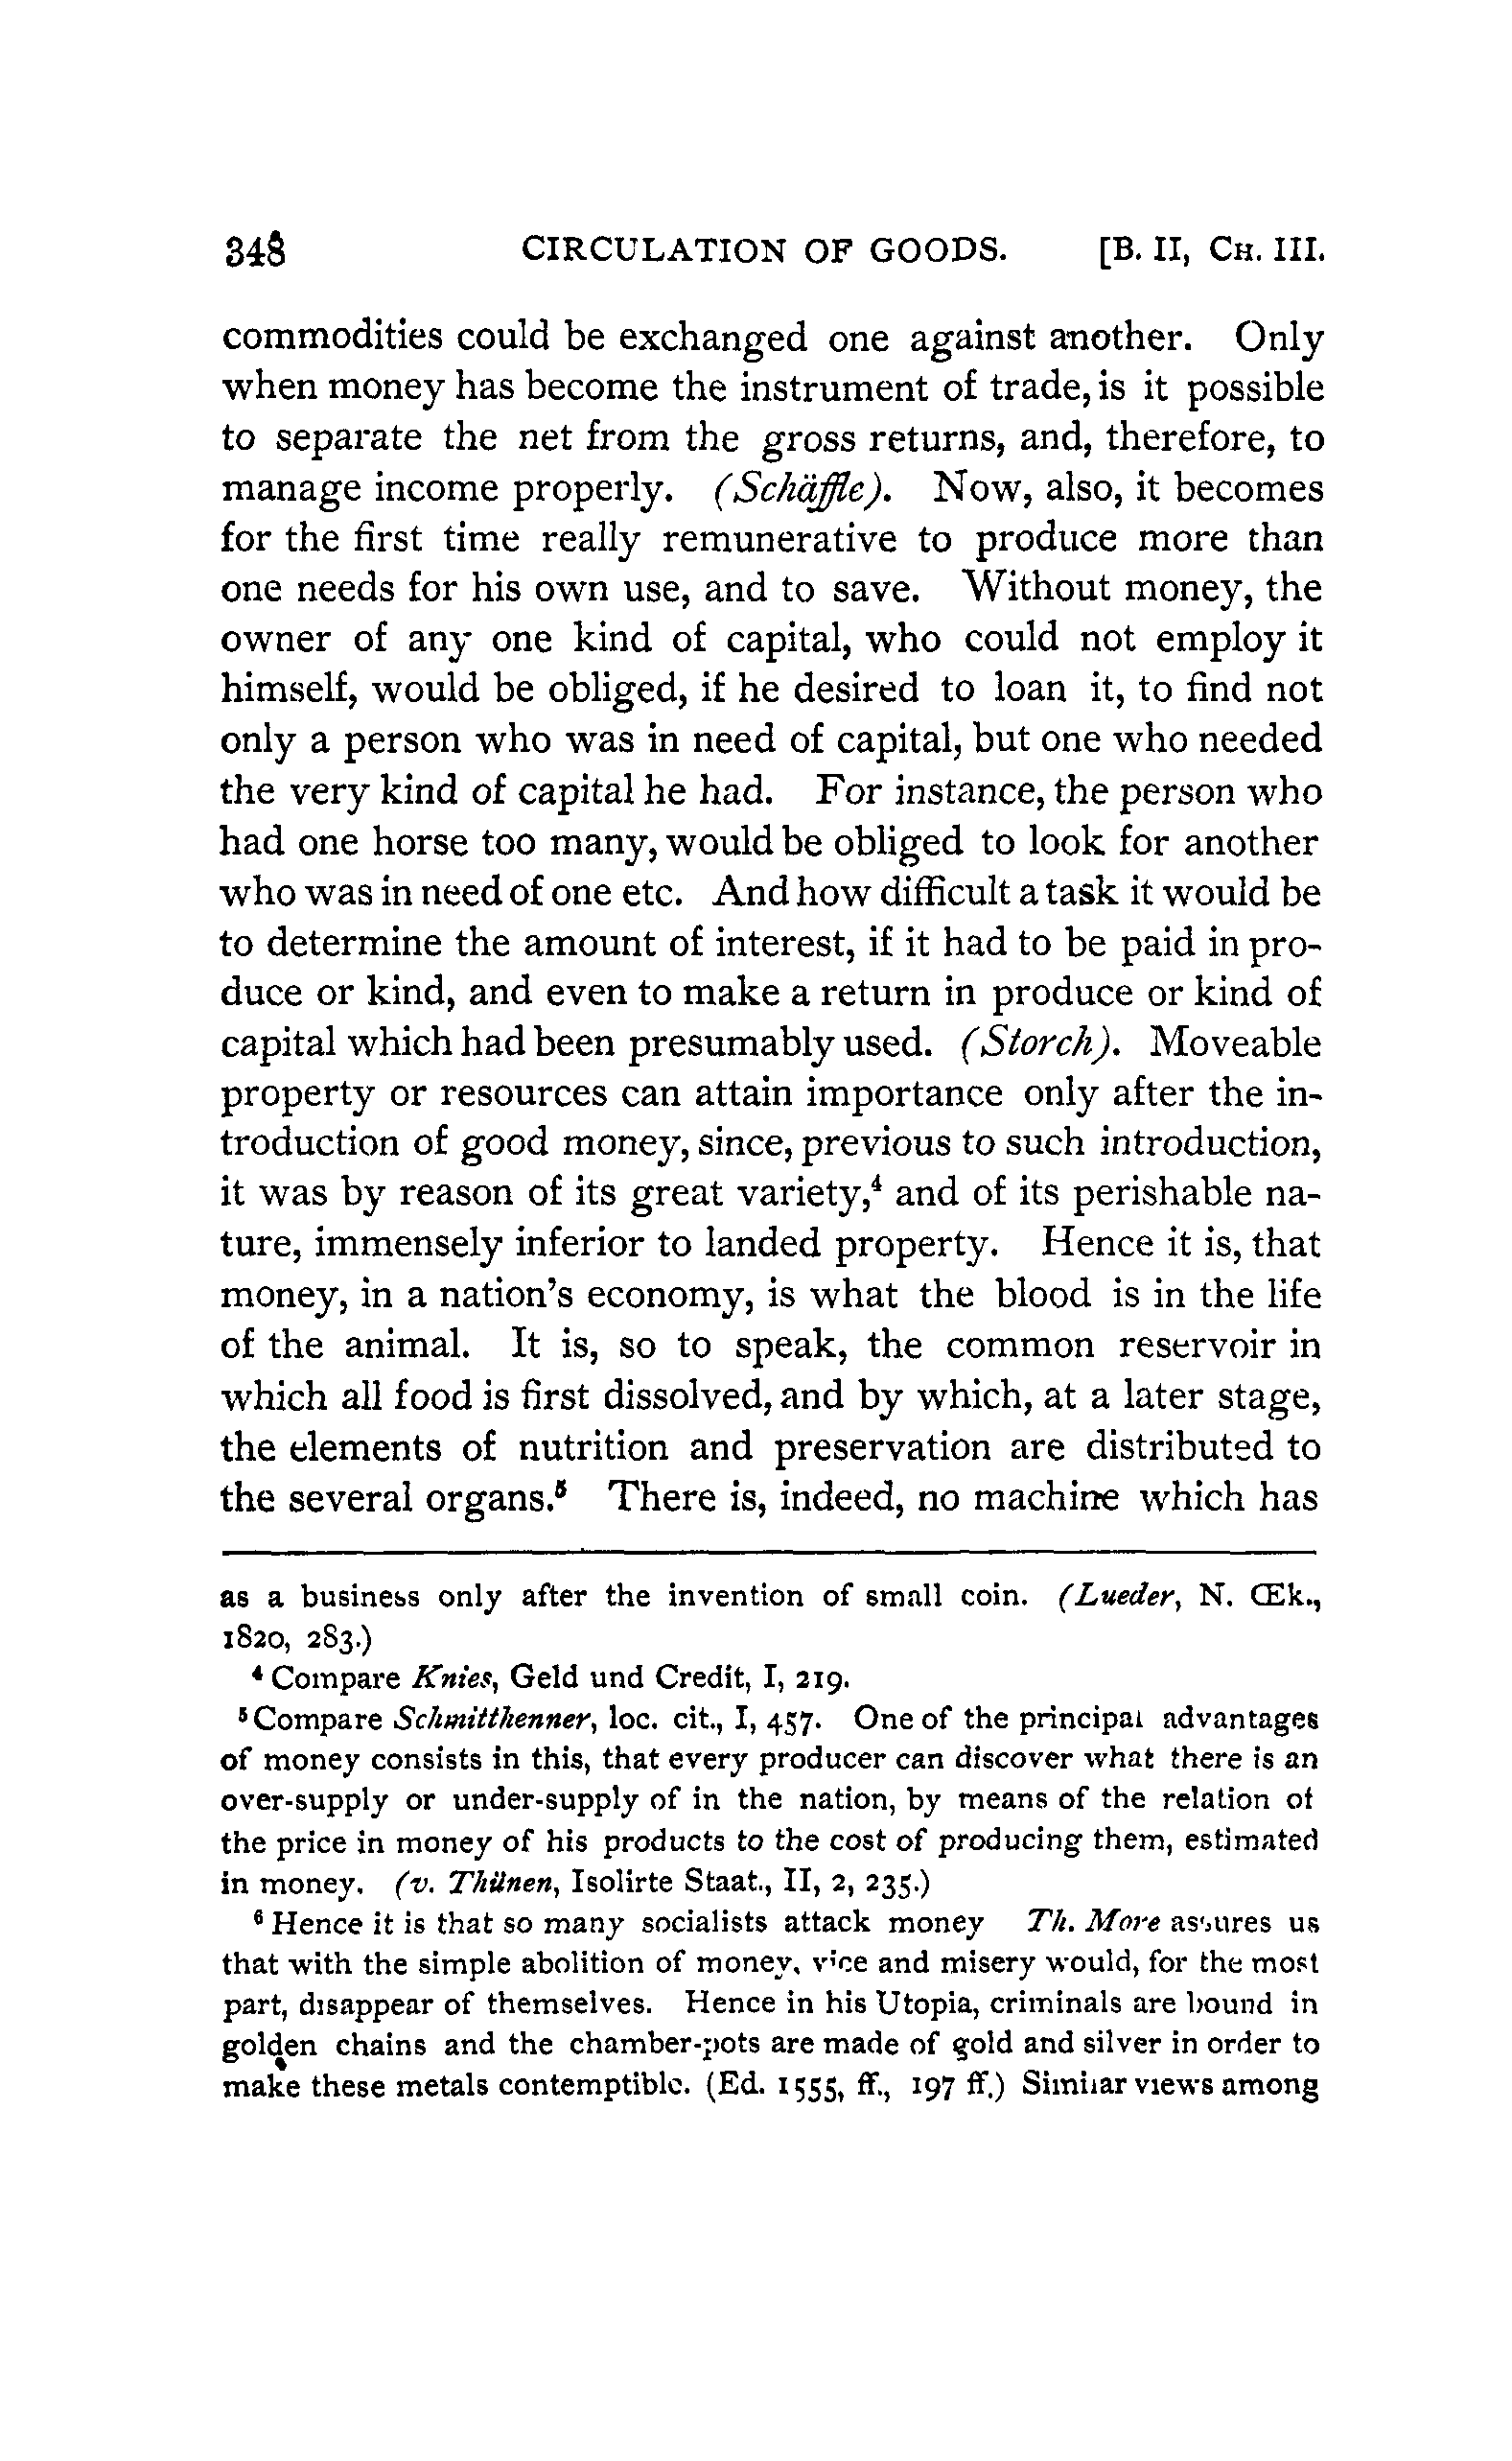 348 CIRCULATION OF GOODS. [B. II, CH. III.
commodities could be exchanged one against another. Only
when money has become the instrument of trade, is it possible
to separate the net from the gross returns, and, therefore, to
manage income properly. (Schäffle). Now, also, it becomes
for the first time really remunerative to produce more than
one needs for his own use, and to save. Without money, the
owner of any one kind of capital, who could not employ it
himself, would be obliged, if he desired to loan it, to find not
only a person who was in need of capital, but one who needed
the very kind of capital he had. For instance, the person who
had one horse too many, would be obliged to look for another
who was in need of one etc. And how difficult a task it would be
to determine the amount of interest, if it had to be paid in pro-
duce or kind, and even to make a return in produce or kind of
capital which had been presumably used. (Storch). Moveable
property or resources can attain importance only after the in-
troduction of good money, since, previous to such introduction,
it was by reason of its great variety,⁴ and of its perishable na-
ture, immensely inferior to landed property. Hence it is, that
money, in a nation's economy, is what the blood is in the life
of the animal. It is, so to speak, the common reservoir in
which all food is first dissolved, and by which, at a later stage,
the elements of nutrition and preservation are distributed to
the several organs.⁵ There is, indeed, no machine which has
as a business only after the invention of small coin. (Lueder, N. Œk.,
1820, 283.)
⁴ Compare Knies, Geld und Credit, I, 219.
⁵ Compare Schmitthenner, loc. cit., I, 457. One of the principal advantages
of money consists in this, that every producer can discover what there is an
over-supply or under-supply of in the nation, by means of the relation of
the price in money of his products to the cost of producing them, estimated
in money. (v. Thünen, Isolirte Staat., II, 2, 235.)
⁶ Hence it is that so many socialists attack money Th. More assures us
that with the simple abolition of money, vice and misery would, for the most
part, disappear of themselves. Hence in his Utopia, criminals are bound in
golden chains and the chamber-pots are made of gold and silver in order to
make these metals contemptible. (Ed. 1555, ff., 197 ff.) Similar views among